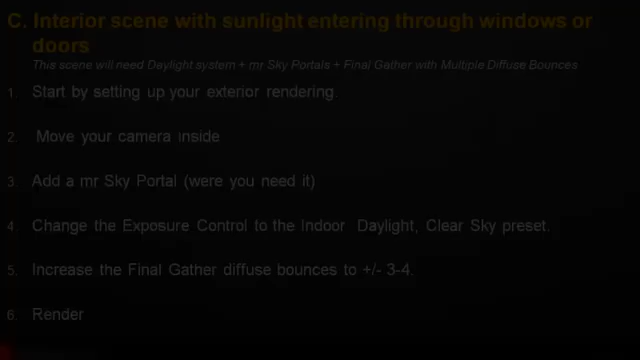 C. Interior scene with sunlight entering through windows or
doors
This scene will need Daylight system + mr Sky Portals + Final Gather with Multiple Diffuse Bounces
1. Start by setting up your exterior rendering.
2. Move your camera inside
3. Add a mr Sky Portal (were you need it)
4. Change the Exposure Control to the Indoor Daylight, Clear Sky preset.
5. Increase the Final Gather diffuse bounces to +/- 3-4.
6. Render